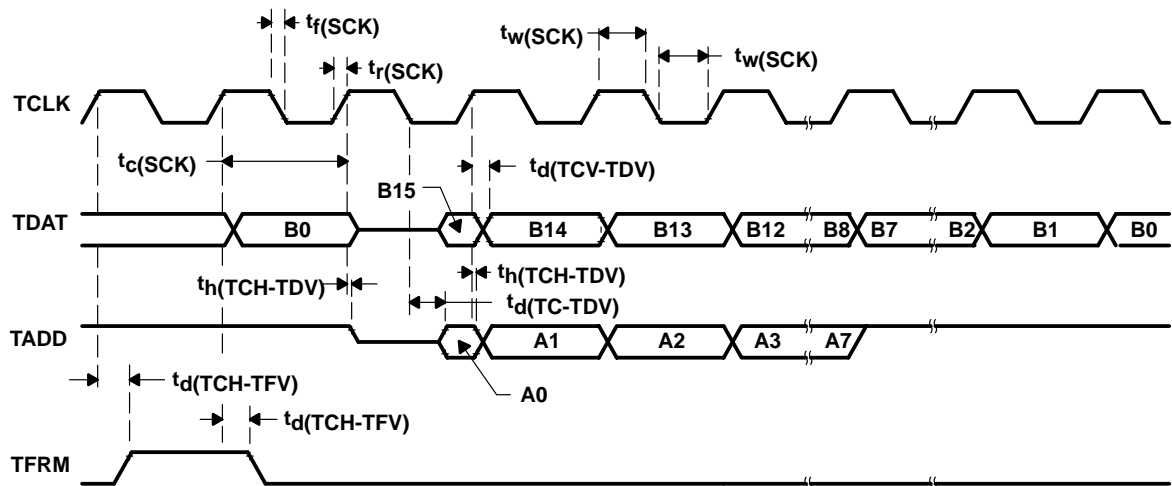 tf(SCK)
tw(SCK)
tw(SCK)
tr(SCK)
TCLK
tc(SCK)
td(TCV-TDV)
B15
TDAT
B0
B14
B13
B12
B8
B7
B2
B1
B0
th(TCH-TDV)
th(TCH-TDV)
td(TC-TDV)
TADD
A1
A2
A3
A7
td(TCH-TFV)
A0
td(TCH-TFV)
TFRM